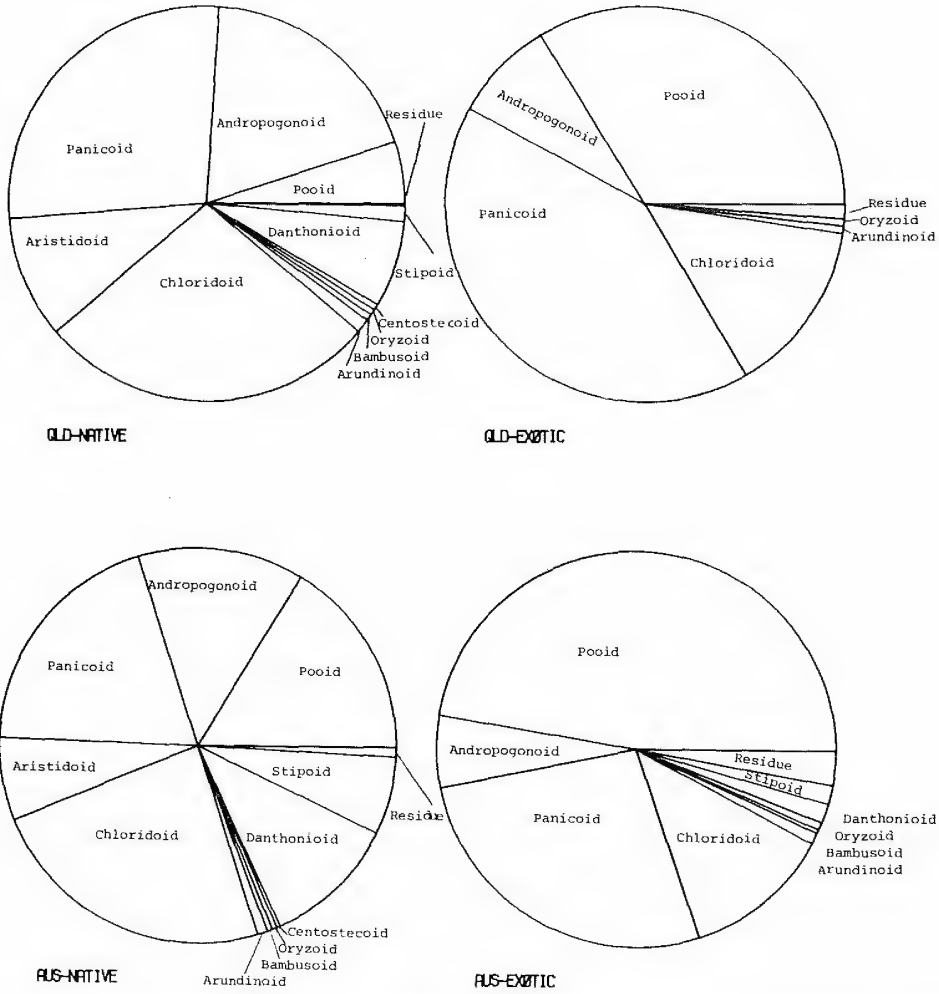 Panicoid
Andropogonoid
Residue
Pooid
Danthonioid
Aristidoid
Chloridoid
Stipoid
Centostecoid
Oryzoid
Bambusoid
Arundinoid
QLD-NATIVE
Pooid
Andropogonoid
Panicoid
Residue
Oryzoid
Arundinoid
Chloridoid
QLD-EXØTIC
Andropogonoid
Panicoid
Pooid
Aristidoid
Stipoid
Residue
Chloridoid
Danthonioid
Centostecoid
Oryzoid
Bambusoid
Arundinoid
AUS-NATIVE
Pooid
Andropogonoid
Residue
Stipoid
Panicoid
Chloridoid
Danthonioid
Oryzoid
Bambusoid
Arundinoid
AUS-EXØTIC